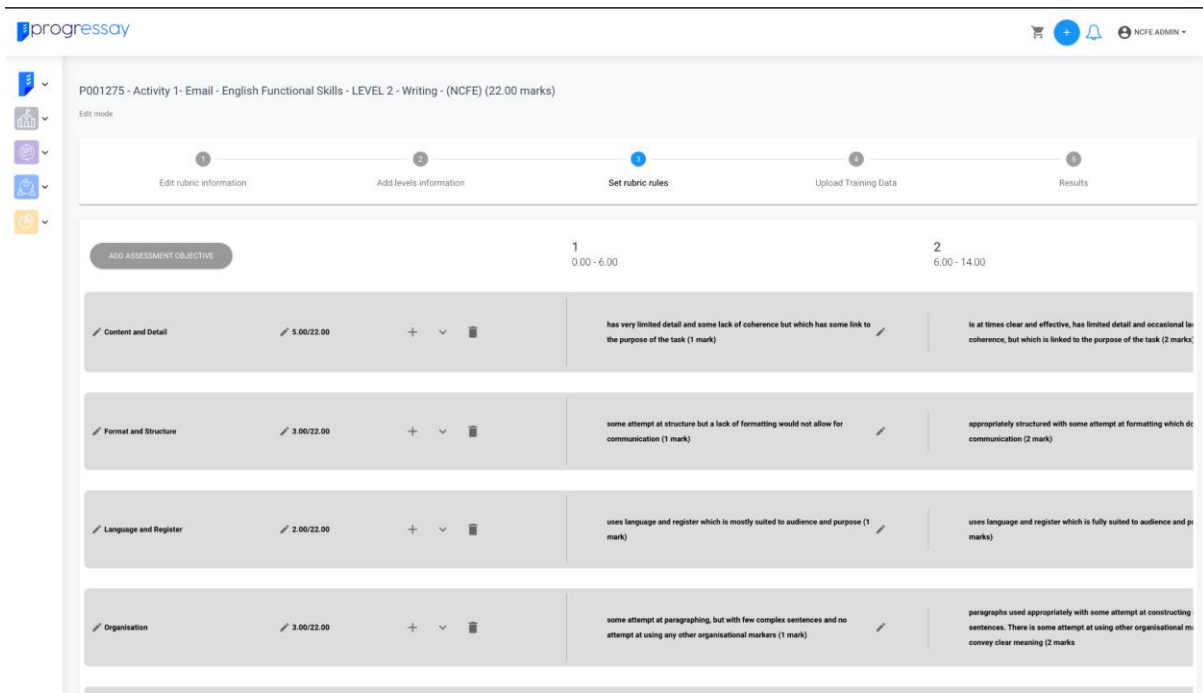 progressay
+
NCFE ADMIN
P001275 - Activity 1- Email - English Functional Skills - LEVEL 2 - Writing - (NCFE) (22.00 marks)
Edit mode
1 2 3 4 5
Edit rubric information Add levels information Set rubric rules Upload Training Data Results
ADD ASSESSMENT OBJECTIVE
1 2
0.00 - 6.00 6.00 - 14.00
Content and Detail 5.00/22.00
has very limited detail and some lack of coherence but which has some link to
the purpose of the task (1 mark)
is at times clear and effective, has limited detail and occasional
coherence, but which is linked to the purpose of the task (2 marks
Format and Structure 3.00/22.00
some attempt at structure but a lack of formatting would not allow for
communication (1 mark)
appropriately structured with some attempt at formatting which
communication (2 mark)
Language and Register 2.00/22.00
uses language and register which is mostly suited to audience and purpose (1
mark)
uses language and register which is fully suited to audience and
marks)
Organisation 3.00/22.00
some attempt at paragraphing, but with few complex sentences and no
attempt at using any other organisational markers (1 mark)
paragraphs used appropriately with some attempt at constructing
sentences. There is some attempt at using other organisational
convey clear meaning (2 marks